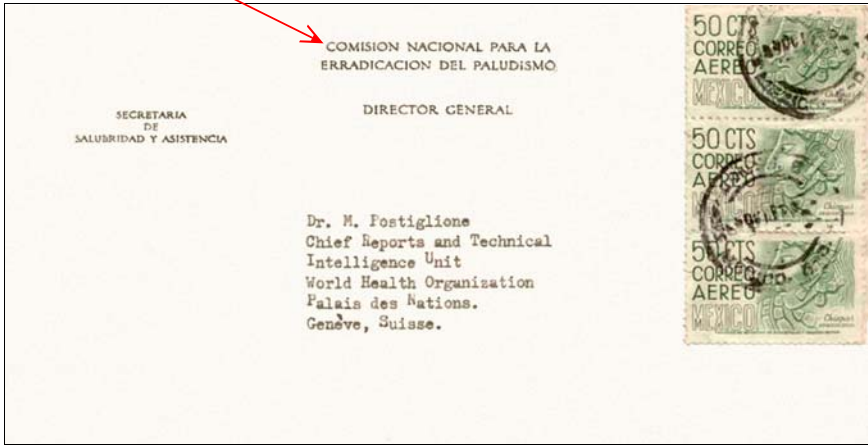 COMISION NACIONAL PARA LA
ERRADICACION DEL PALUDISMO
DIRECTOR GENERAL
SECRETARIA
DE
SALUBRIDAD Y ASISTENCIA
50 CTS
CORREO
AEREO
MEXICO
50 CTS
CORREO
AEREO
MEXICO
50 CTS
CORREO
AEREO
MEXICO
Chiapas
Dr. M. Postiglione
Chief Reports and Technical
Intelligence Unit
World Health Organization
Palais des Nations.
Genève, Suisse.